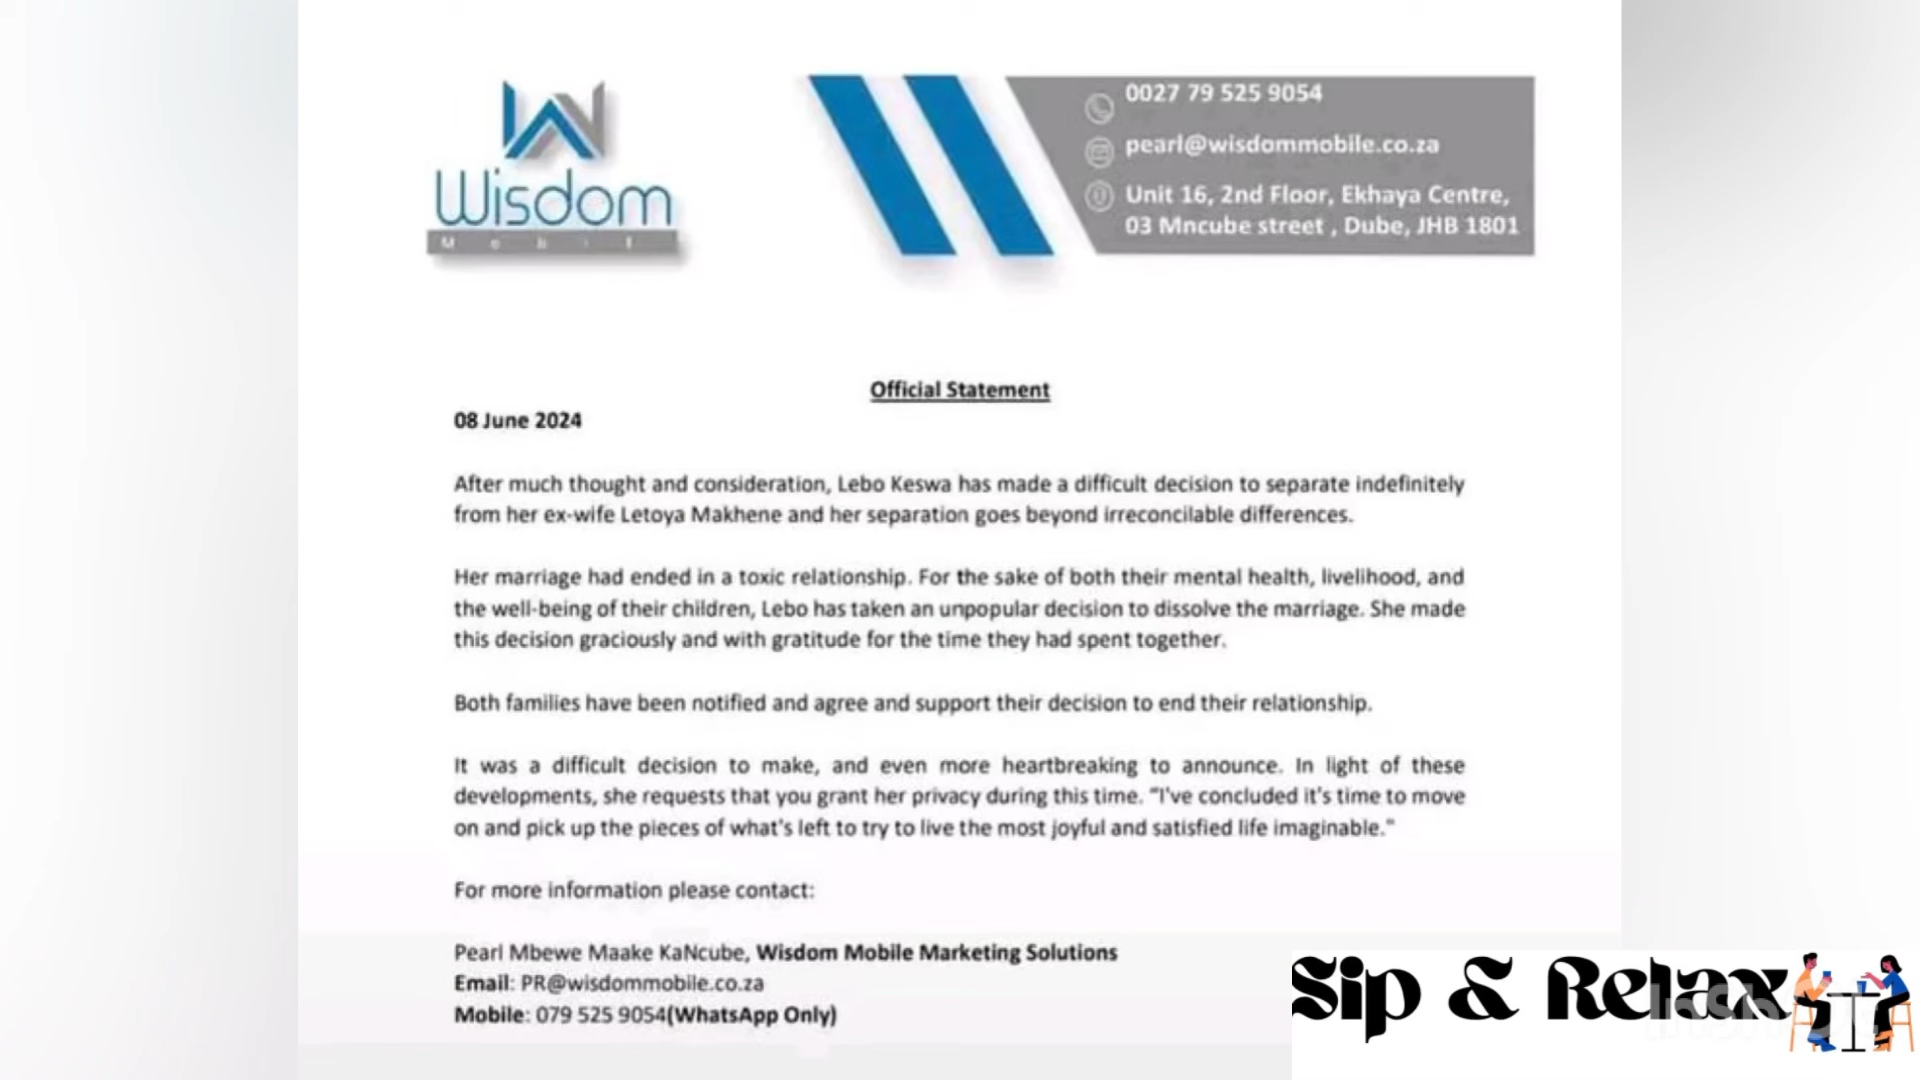 Wisdom
M o b i l
0027 79 525 9054
pearl@wisdommobile.co.za
Unit 16, 2nd Floor, Ekhaya Centre,
03 Mncube street , Dube, JHB 1801
Official Statement
08 June 2024
After much thought and consideration, Lebo Keswa has made a difficult decision to separate indefinitely
from her ex-wife Letoya Makhene and her separation goes beyond irreconcilable differences.
Her marriage had ended in a toxic relationship. For the sake of both their mental health, livelihood, and
the well-being of their children, Lebo has taken an unpopular decision to dissolve the marriage. She made
this decision graciously and with gratitude for the time they had spent together.
Both families have been notified and agree and support their decision to end their relationship.
It was a difficult decision to make, and even more heartbreaking to announce. In light of these
developments, she requests that you grant her privacy during this time. "I've concluded it's time to move
on and pick up the pieces of what's left to try to live the most joyful and satisfied life imaginable."
For more information please contact:
Pearl Mbewe Maake KaNcube, Wisdom Mobile Marketing Solutions
Email: PR@wisdommobile.co.za
Mobile: 079 525 9054(WhatsApp Only)
Sip & Relax